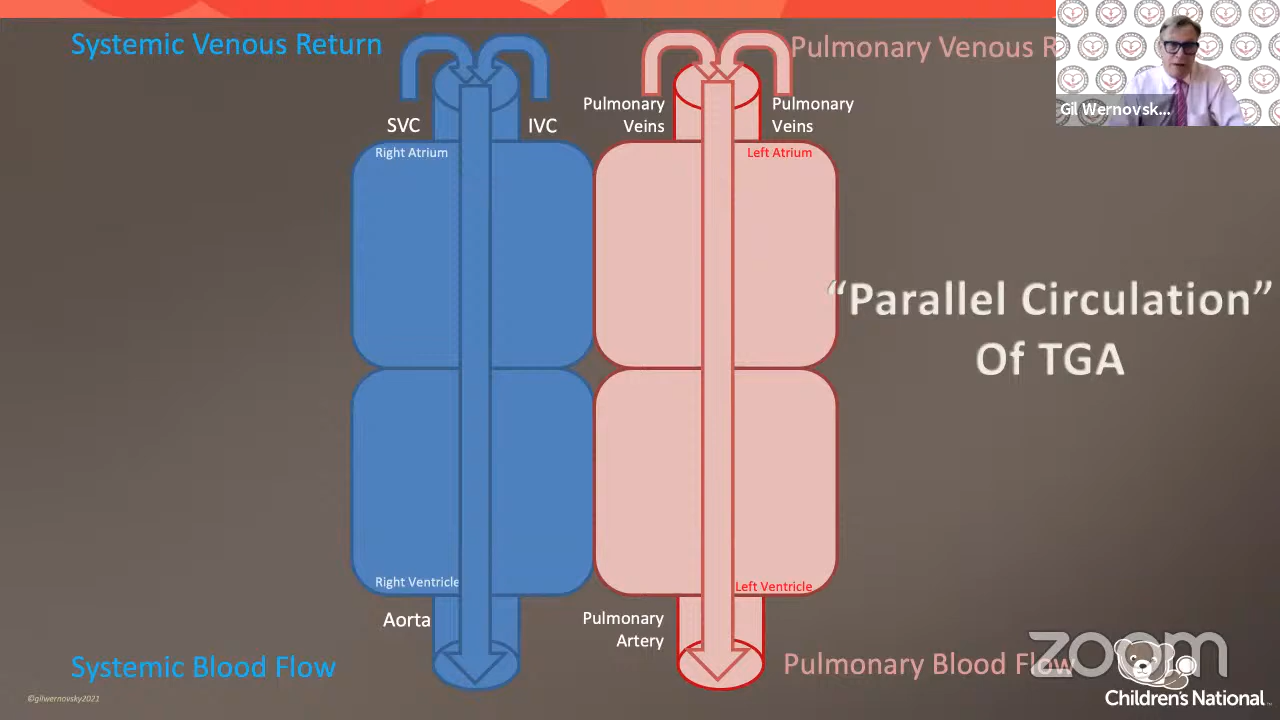 Systemic Venous Return
Pulmonary Venous R
Gil Wernovsk...
SVC
IVC
Pulmonary
Veins
Pulmonary
Veins
Right Atrium
Left Atrium
“Parallel Circulation”
Of TGA
Right Ventricle
Left Ventricle
Aorta
Pulmonary
Artery
Systemic Blood Flow
Pulmonary Blood Flow
zoom
Children's National
©gilwernovsky2021